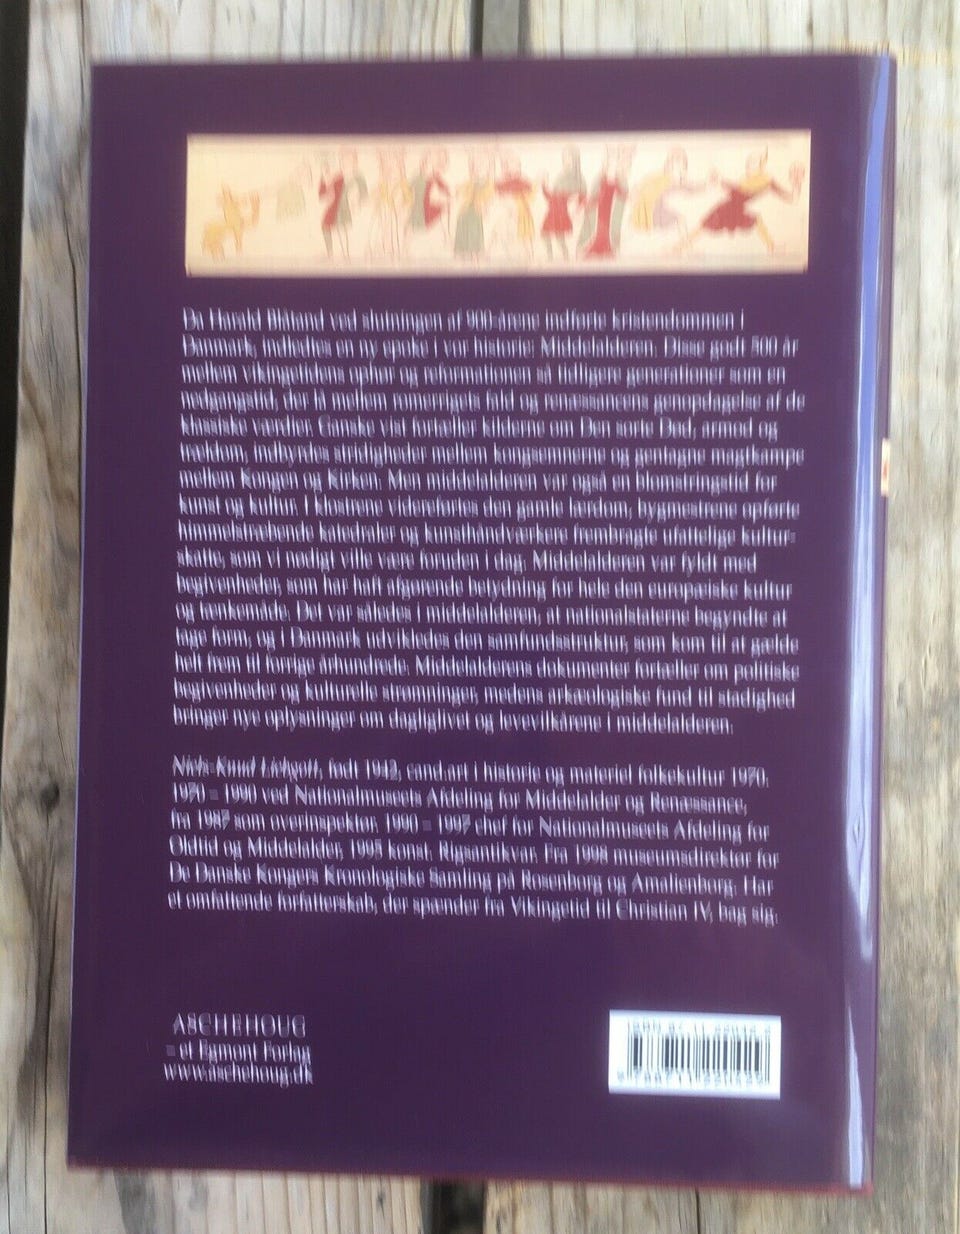 Da Harald Blåtand ved slutningen af 900-årene indførte kristendommen i
Danmark, indledtes en ny epoke i vor historie: Middelalderen. Disse godt 500 år
mellem vikingetidens ophør og reformationen så tidligere generationer som en
nedgangstid, der lå mellem romerrigets fald og renæssancens genopdagelse af de
klassiske værdier. Ganske vist fortæller kilderne om Den sorte Død, armod og
trældom, indbyrdes stridigheder mellem kongsemnerne og gentagne magtkampe
mellem Kongen og Kirken. Men middelalderen var også en blomstringstid for
kunst og kultur. I klostrene videreførtes den gamle lærdom, bygmestrene opførte
himmelstræbende katedraler og kunsthåndværkere frembragte ufattelige kultur-
skatte, som vi nødigt ville være foruden i dag. Middelalderen var fyldt med
begivenheder, som har haft afgørende betydning for hele den europæiske kultur
og tænkemåde. Det var således i middelalderen, at nationalstaterne begyndte at
tage form, og i Danmark udvikledes den samfundsstruktur, som kom til at gælde
helt frem til forrige århundrede. Middelalderens dokumenter fortæller om politiske
begivenheder og kulturelle strømninger, medens arkæologiske fund til stadighed
bringer nye oplysninger om dagliglivet og levevilkårene i middelalderen.
Niels-Knud Liebgott, født 1942, cand.art i historie og materiel folkekultur 1970.
1970 - 1990 ved Nationalmuseets Afdeling for Middelalder og Renæssance,
fra 1987 som overinspektør. 1990 - 1997 chef for Nationalmuseets Afdeling for
Oldtid og Middelalder, 1995 konst. Rigsantikvar. Fra 1998 museumsdirektør for
De Danske Kongers Kronologiske Samling på Rosenborg og Amalienborg. Har
et omfattende forfatterskab, der spænder fra Vikingetid til Christian IV, bag sig.
ASCHEHOUG
- et Egmont Forlag
www.aschehoug.dk
ISBN